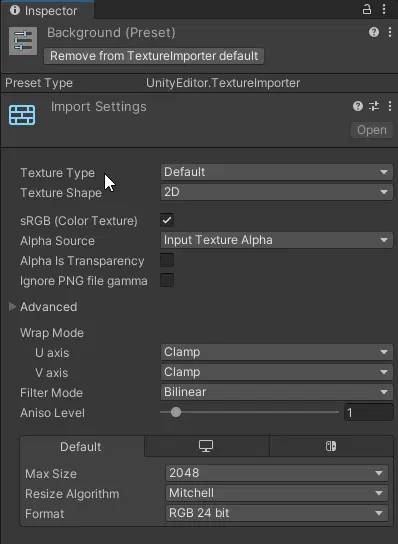 Inspector
Background (Preset)
Remove from TextureImporter default
Preset Type UnityEditor.TextureImporter
Import Settings
Open
Texture Type Default
Texture Shape 2D
sRGB (Color Texture)
Alpha Source Input Texture Alpha
Alpha Is Transparency
Ignore PNG file gamma
Advanced
Wrap Mode
U axis Clamp
V axis Clamp
Filter Mode Bilinear
Aniso Level 1
Default
Max Size 2048
Resize Algorithm Mitchell
Format RGB 24 bit